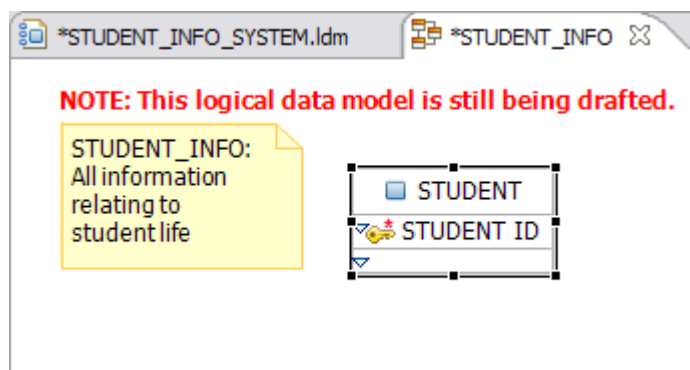 *STUDENT_INFO_SYSTEM.ldm
*STUDENT_INFO
NOTE: This logical data model is still being drafted.
STUDENT_INFO:
All information
relating to
student life
STUDENT
STUDENT ID